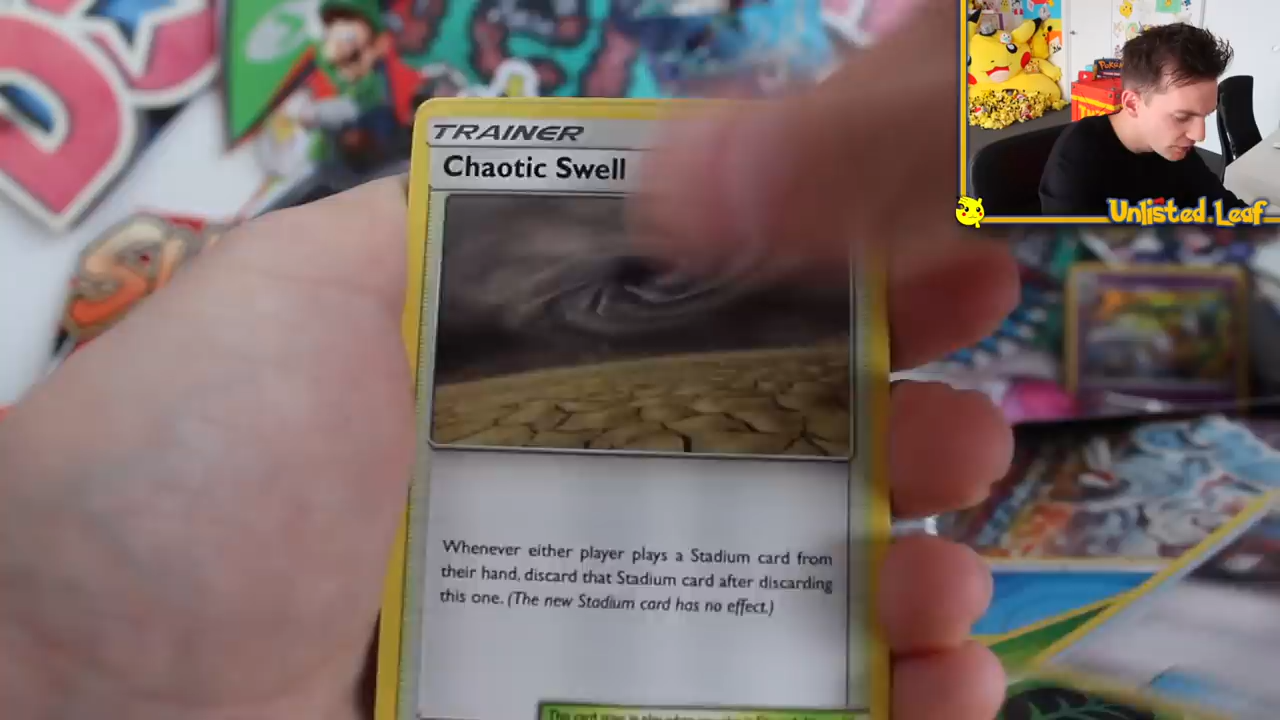 TRAINER
Chaotic Swell
Whenever either player plays a Stadium card from
their hand, discard that Stadium card after discarding
this one. (The new Stadium card has no effect.)
Unlisted.Leaf